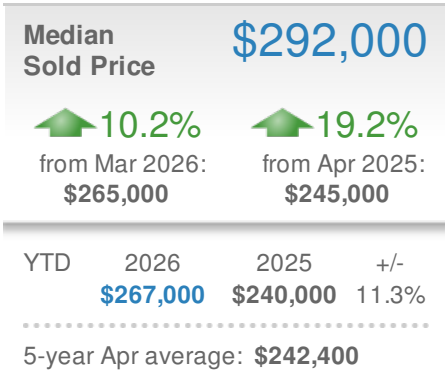 Median
Sold Price
$292,000
10.2% 19.2%
from Mar 2026: from Apr 2025:
$265,000 $245,000
YTD 2026 2025 +/-
$267,000 $240,000 11.3%
5-year Apr average: $242,400